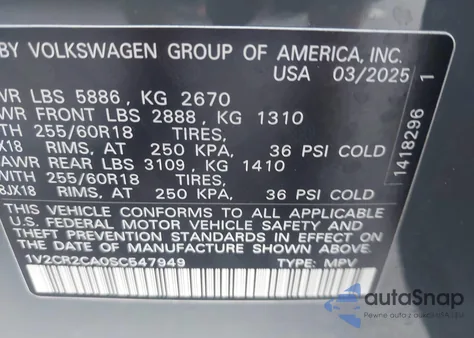 BY VOLKSWAGEN GROUP OF AMERICA, INC.
USA 03/2025
WR LBS 5886, KG 2670
WR FRONT LBS 2888, KG 1310
TH 255/60R18 TIRES,
X18 RIMS, AT 250 KPA, 36 PSI COLD
AWR REAR LBS 3109, KG 1410
TH 255/60R18 TIRES,
8JX18 RIMS, AT 250 KPA, 36 PSI COLD
THIS VEHICLE CONFORMS TO ALL APPLICABLE
U.S. FEDERAL MOTOR VEHICLE SAFETY AND
THEFT PREVENTION STANDARDS IN EFFECT ON
THE DATE OF MANUFACTURE SHOWN ABOVE.
1V2CR2CA0SC547949 TYPE: MPV
1418296 1
autoSnap
Pewne auto z